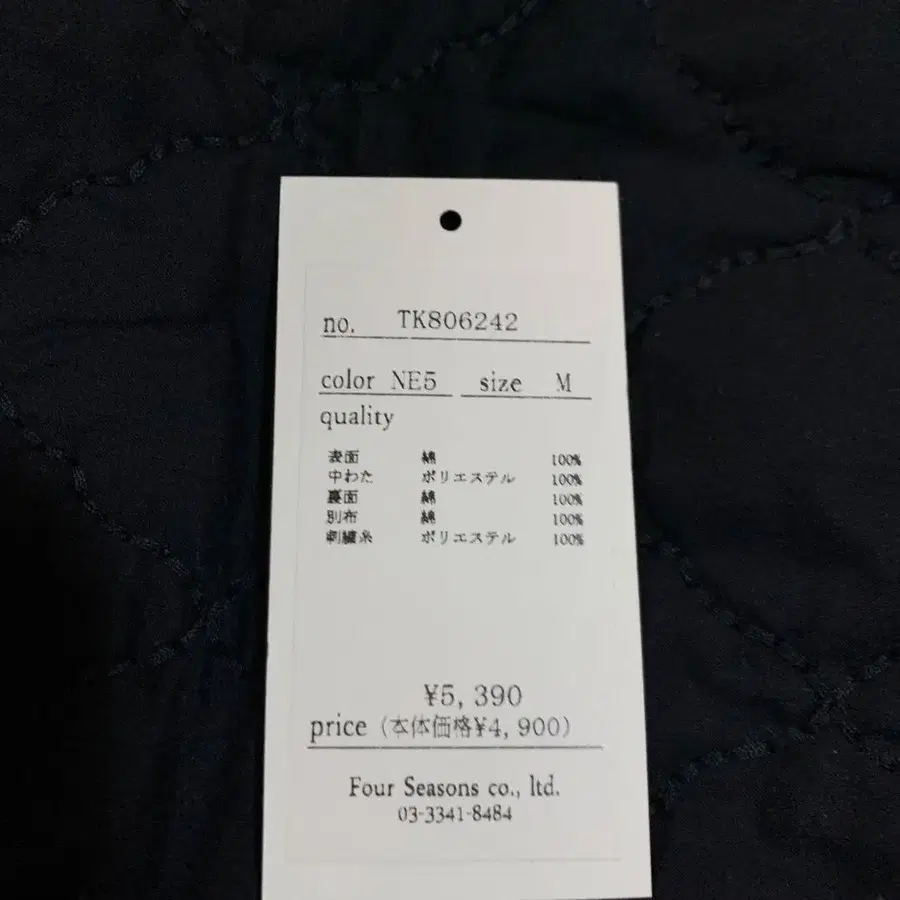 no. TK806242
color NE5 size M
quality
表面 綿 100%
中わた ポリエステル 100%
裏面 綿 100%
別布 綿 100%
刺繍糸 ポリエステル 100%
¥5,390
price (本体価格¥4,900)
Four Seasons co., ltd.
03-3341-8484